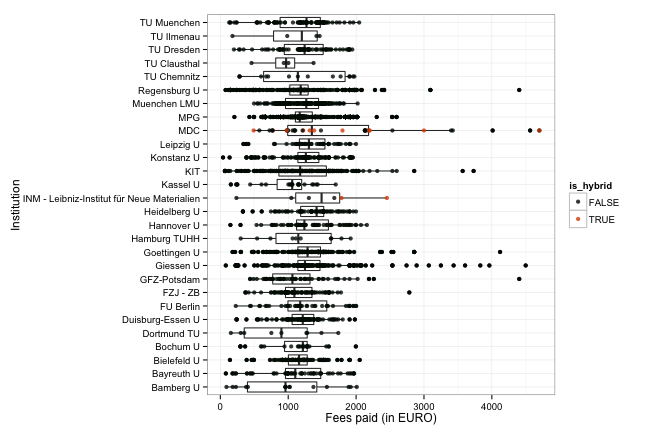 TU Muenchen
TU Ilmenau
TU Dresden
TU Clausthal
TU Chemnitz
Regensburg U
Muenchen LMU
MPG
MDC
Leipzig U
Konstanz U
KIT
Kassel U
INM - Leibniz-Institut für Neue Materialien
Heidelberg U
Hannover U
Hamburg TUHH
Goettingen U
Giessen U
GFZ-Potsdam
FZJ - ZB
FU Berlin
Duisburg-Essen U
Dortmund TU
Bochum U
Bielefeld U
Bayreuth U
Bamberg U
Institution
0 1000 2000 3000 4000
Fees paid (in EURO)
is_hybrid
FALSE
TRUE